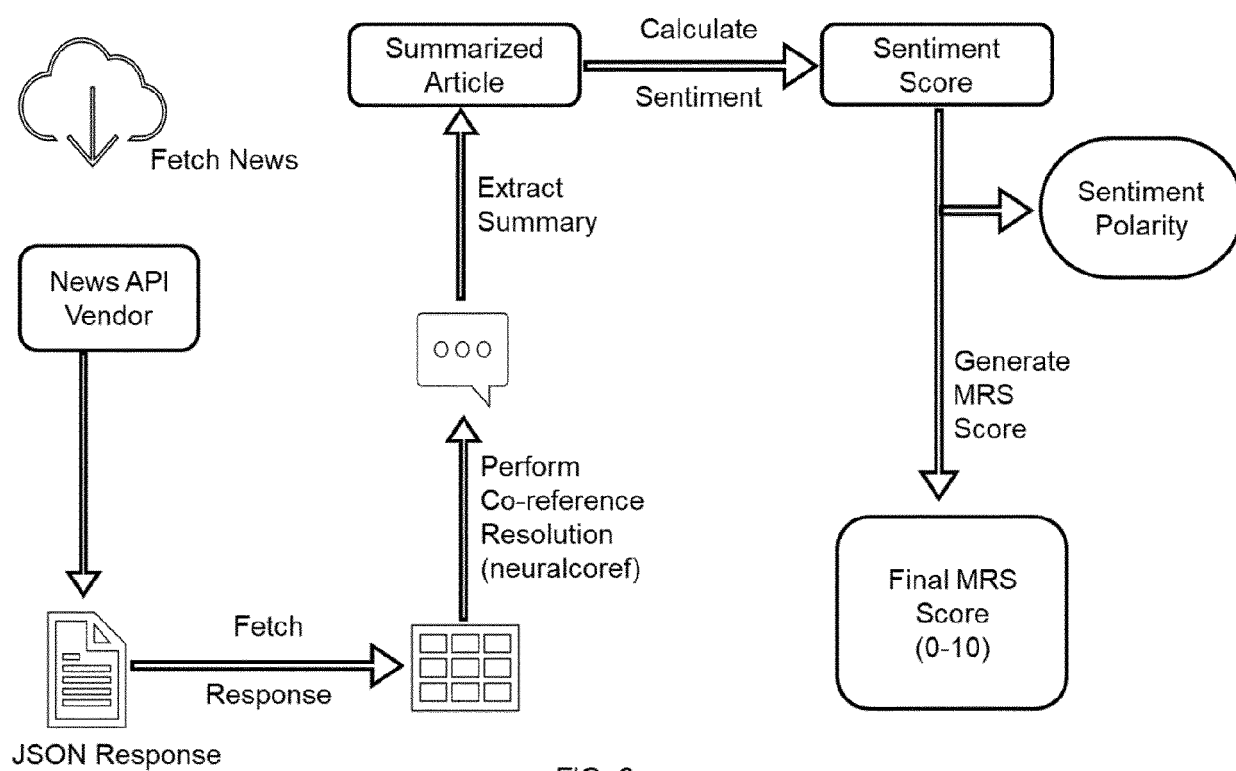 Fetch News
News API
Vendor
JSON Response
Fetch
Response
Perform
Co-reference
Resolution
(neuralcoref)
Extract
Summary
Summarized
Article
Calculate
Sentiment
Sentiment
Score
Sentiment
Polarity
Generate
MRS
Score
Final MRS
Score
(0-10)